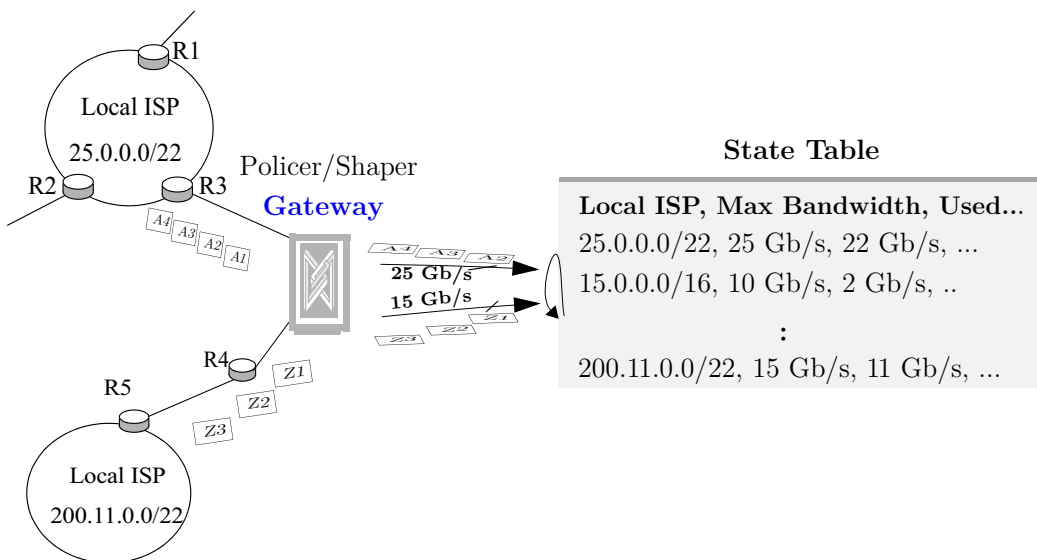 R1
Local ISP
25.0.0.0/22
R2
R3
A4
A3
A2
A1
Policer/Shaper
Gateway
A4
A3
A2
25 Gb/s
15 Gb/s
Z1
Z2
Z3
R4
Z1
Z2
Z3
R5
Local ISP
200.11.0.0/22
State Table
Local ISP, Max Bandwidth, Used...
25.0.0.0/22, 25 Gb/s, 22 Gb/s, ...
15.0.0.0/16, 10 Gb/s, 2 Gb/s, ..
:
200.11.0.0/22, 15 Gb/s, 11 Gb/s, ...